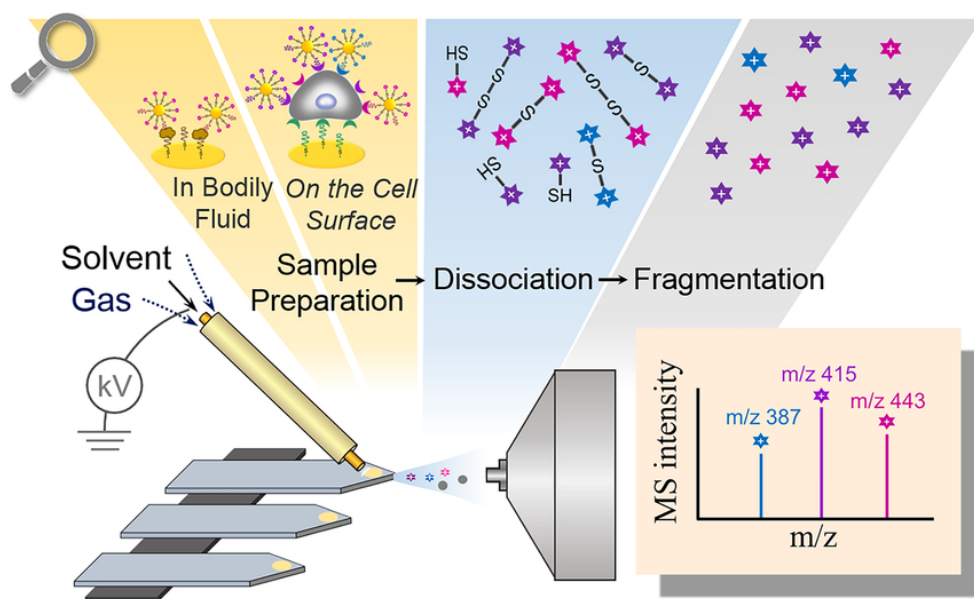 HS
S
S
S
S
S
HS
SH
S
In Bodily
Fluid
On the Cell
Surface
Solvent
Gas
Sample
Preparation
Dissociation
Fragmentation
kV
m/z 415
m/z 387
m/z 443
MS intensity
m/z